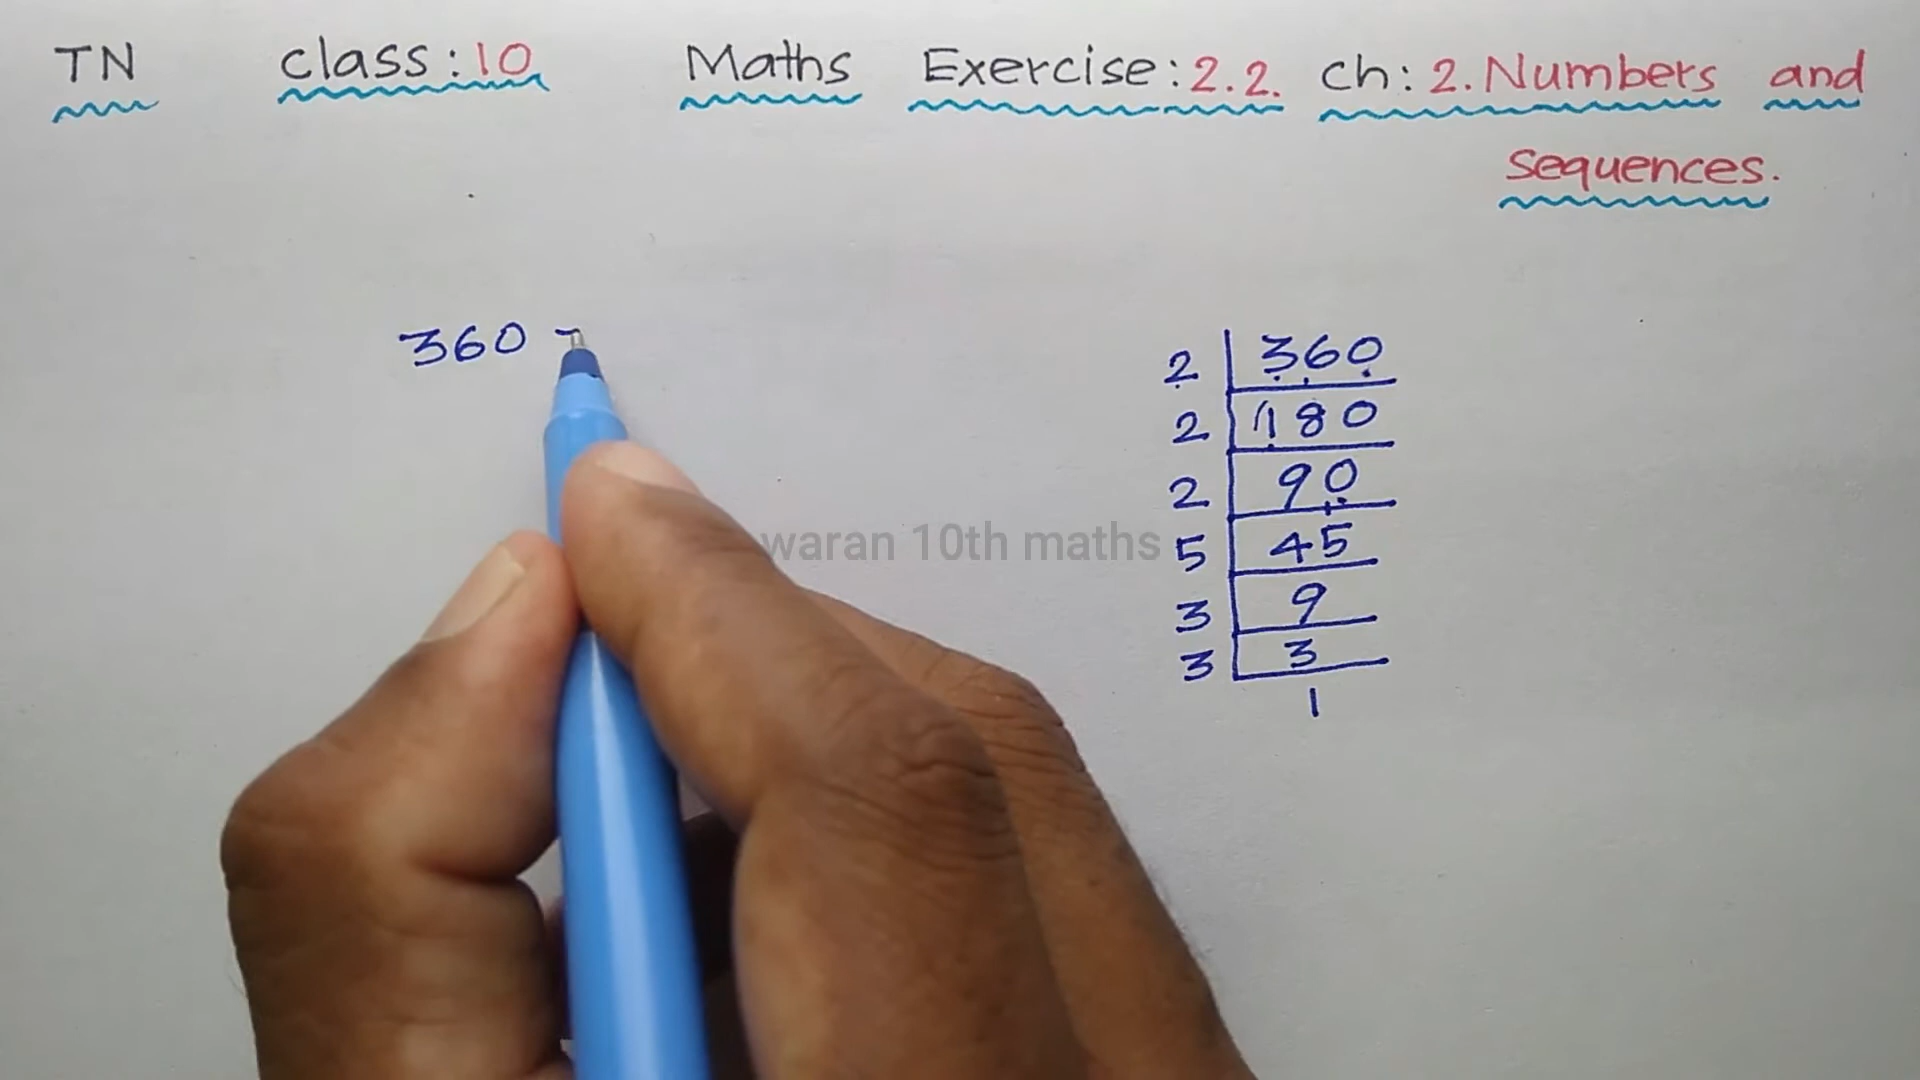 TN class:10 Maths Exercise:2.2. Ch: 2. Numbers and
Sequences.
360
2 360
2 180
2 90
waran 10th maths
5 45
3 9
3 3
1